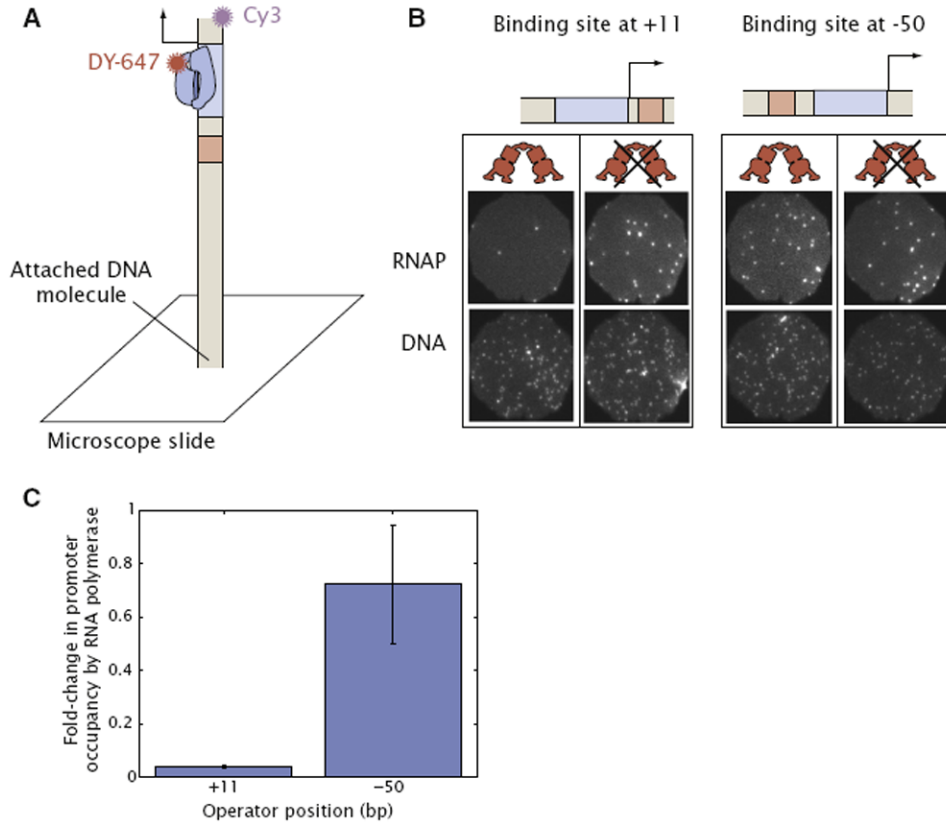 A
Cy3
DY-647
Attached DNA
molecule
Microscope slide
B
Binding site at +11
Binding site at -50
RNAP
DNA
C
Fold-change in promoter
occupancy by RNA polymerase
1
0.8
0.6
0.4
0.2
0
+11
−50
Operator position (bp)